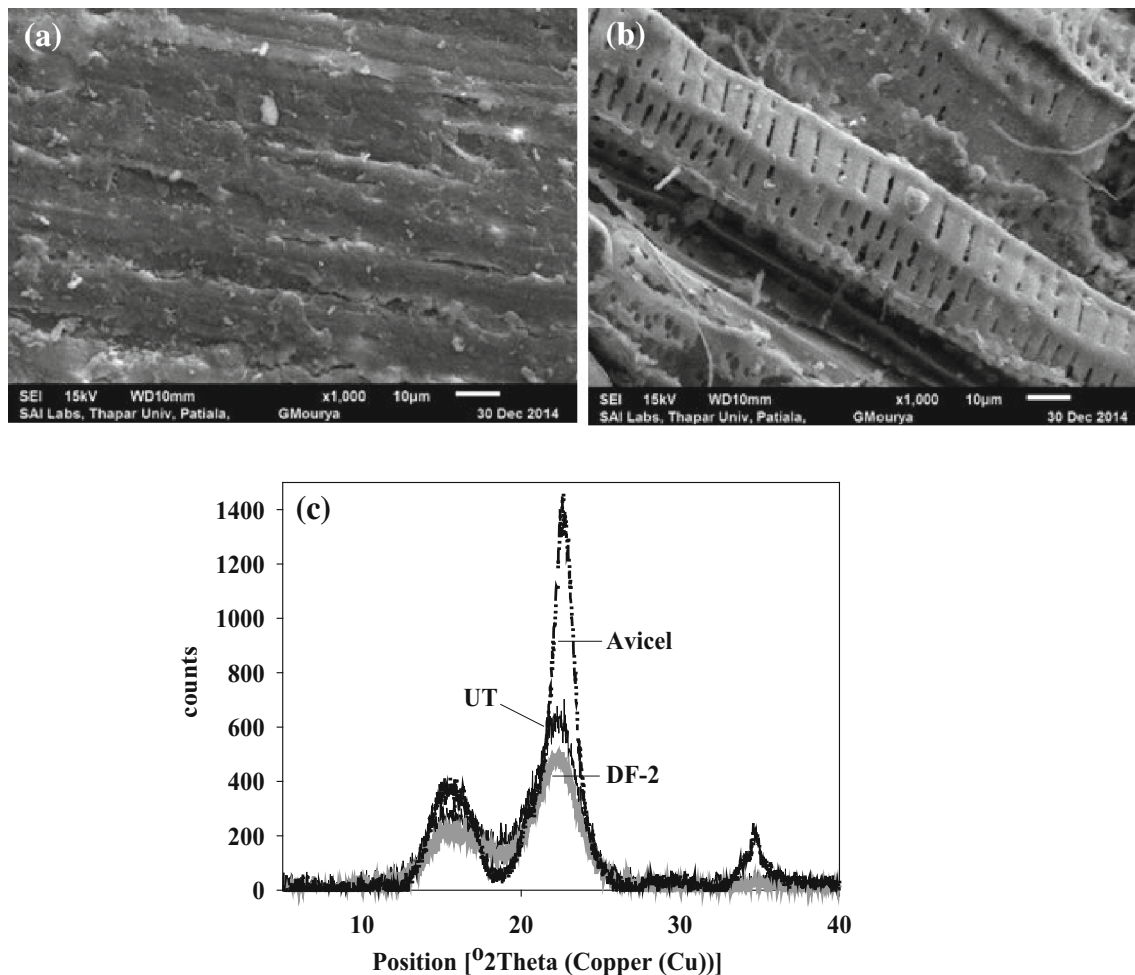 (a)
SEI 15kV WD10mm x1,000 10µm
SAI Labs, Thapar Univ, Patiala, GMourya 30 Dec 2014
(b)
SEI 15kV WD10mm x1,000 10µm
SAI Labs, Thapar Univ, Patiala, GMourya 30 Dec 2014
(c)
1400
1200
1000
800
600
400
200
0
counts
Avicel
UT
DF-2
10 20 30 40
Position [°2Theta (Copper (Cu))]